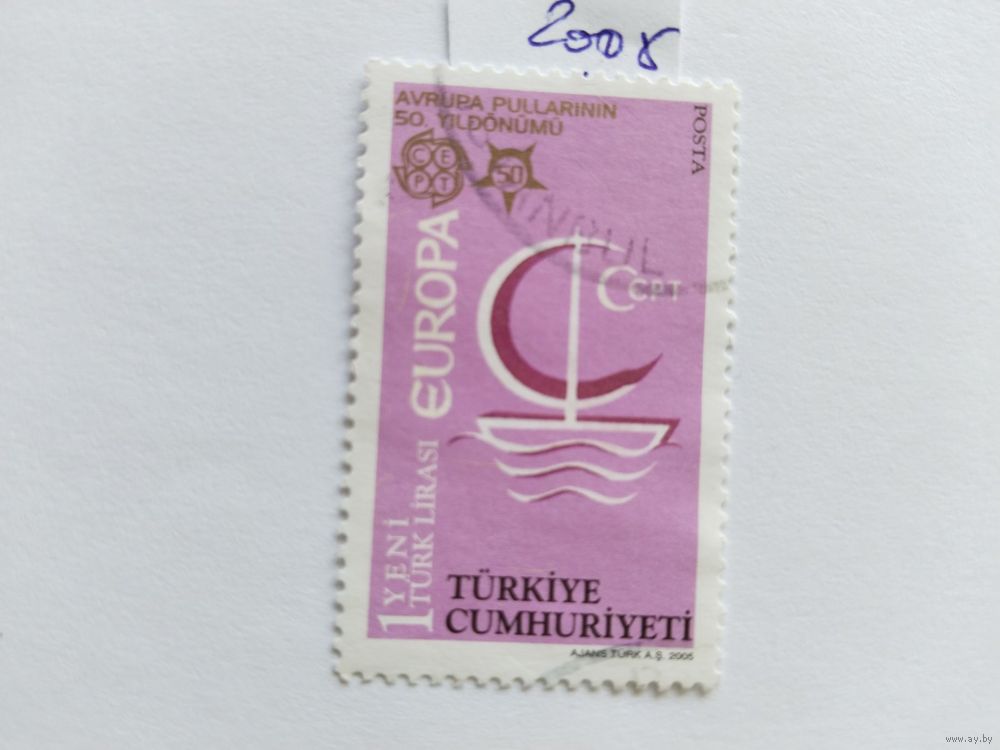 2008
AVRUPA PULLARININ
50. YILDÖNÜMÜ
POSTA
CEPT
50
INBUL
CEPT
EUROPA
1 YENİ
TÜRK LİRASI
TÜRKİYE
CUMHURİYETİ
AJANS TÜRK A.Ş. 2005
www.ay.by